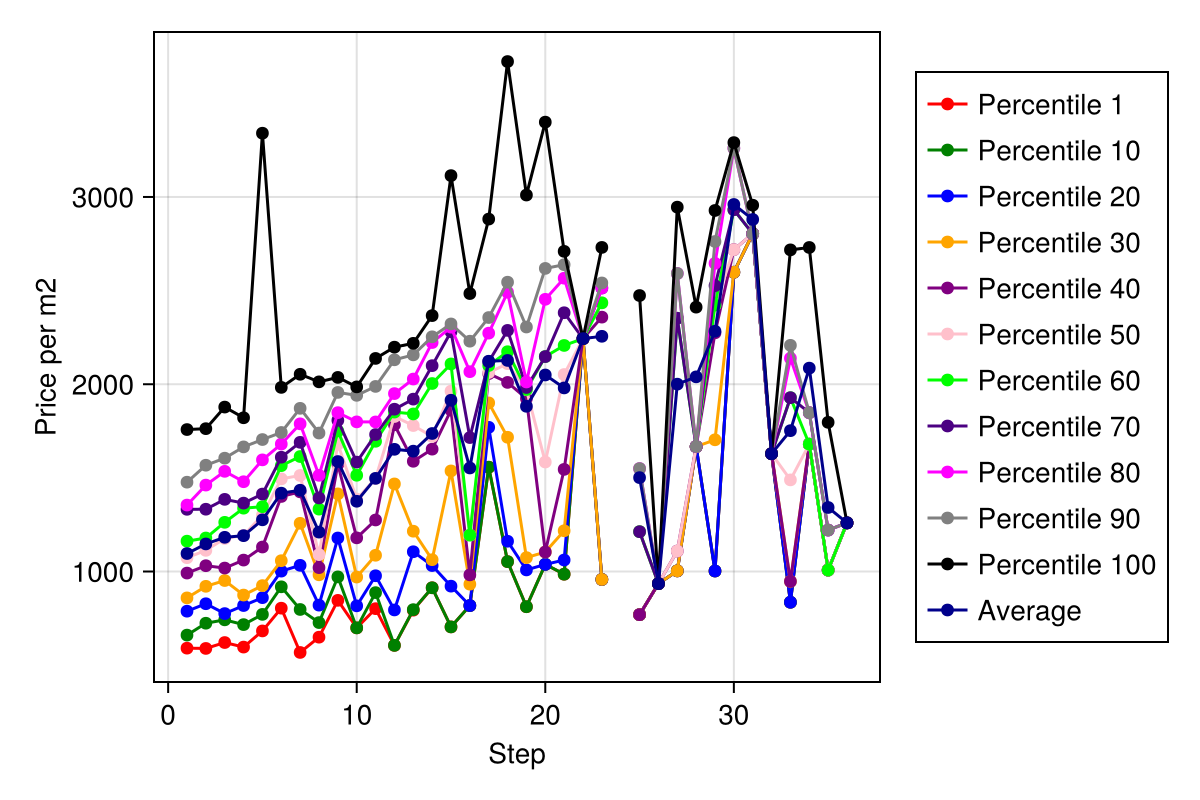 3000
2000
1000
Price per m2
0
10
20
30
Step
Percentile 1
Percentile 10
Percentile 20
Percentile 30
Percentile 40
Percentile 50
Percentile 60
Percentile 70
Percentile 80
Percentile 90
Percentile 100
Average